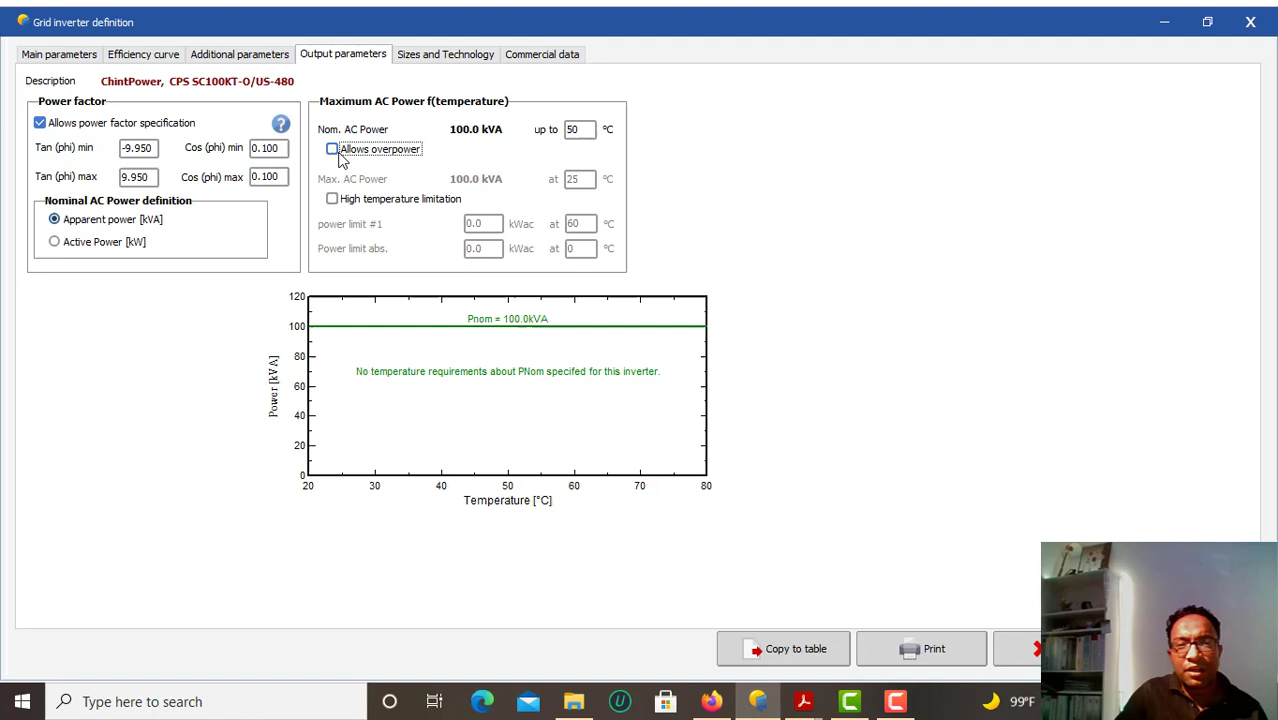 Grid inverter definition
Main parameters Efficiency curve Additional parameters Output parameters Sizes and Technology Commercial data
Description ChintPower, CPS SC100KT-O/US-480
Power factor
Allows power factor specification ?
Tan (phi) min -9.950 Cos (phi) min 0.100
Tan (phi) max 9.950 Cos (phi) max 0.100
Nominal AC Power definition
Apparent power [kVA]
Active Power [kW]
Maximum AC Power f(temperature)
Nom. AC Power 100.0 kVA up to 50 °C
Allows overpower
Max. AC Power 100.0 kVA at 25 °C
High temperature limitation
power limit #1 0.0 kWac at 60 °C
Power limit abs. 0.0 kWac at 0 °C
120
100
80
60
40
20
0
Power [kVA]
Pnom = 100.0kVA
No temperature requirements about PNom specifed for this inverter.
20 30 40 50 60 70 80
Temperature [°C]
Copy to table Print
Type here to search
99°F